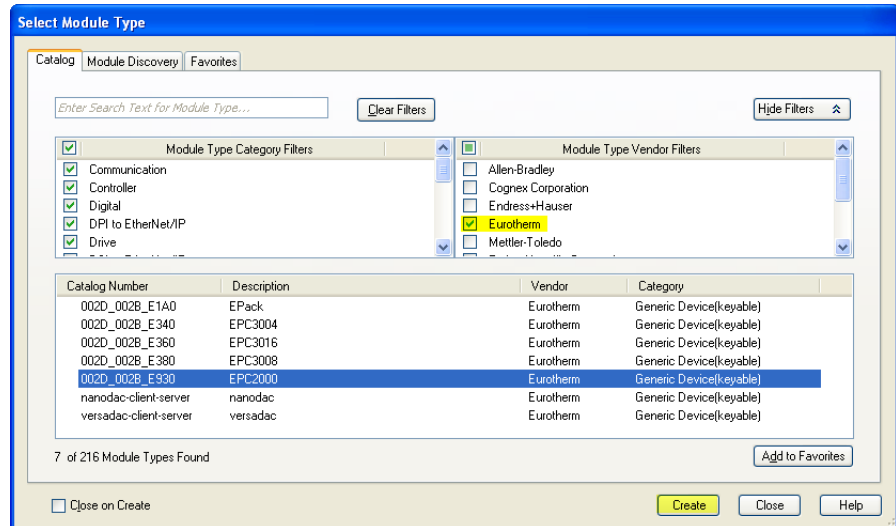 Select Module Type
Catalog Module Discovery Favorites
Enter Search Text for Module Type... Clear Filters Hide Filters
Module Type Category Filters Module Type Vendor Filters
Communication Allen-Bradley
Controller Cognex Corporation
Digital Endress+Hauser
DPI to EtherNet/IP Eurotherm
Drive Mettler-Toledo
Catalog Number Description Vendor Category
002D_002B_E1A0 EPack Eurotherm Generic Device(keyable)
002D_002B_E340 EPC3004 Eurotherm Generic Device(keyable)
002D_002B_E360 EPC3016 Eurotherm Generic Device(keyable)
002D_002B_E380 EPC3008 Eurotherm Generic Device(keyable)
002D_002B_E930 EPC2000 Eurotherm Generic Device(keyable)
nanodac-client-server nanodac Eurotherm Generic Device(keyable)
versadac-client-server versadac Eurotherm Generic Device(keyable)
7 of 216 Module Types Found Add to Favorites
Close on Create Create Close Help